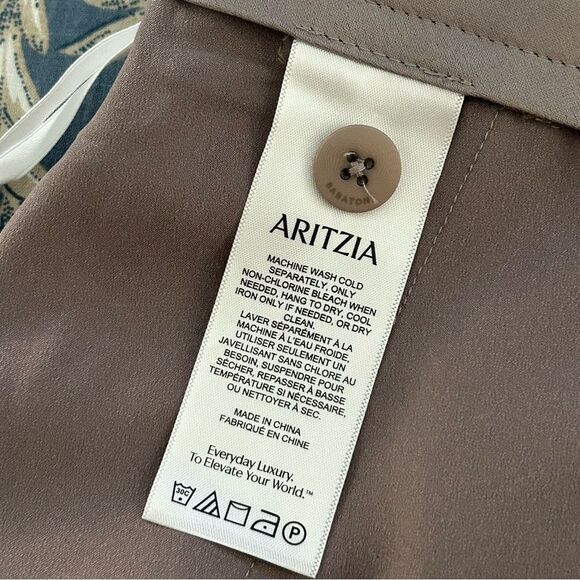 BABATON
ARITZIA
MACHINE WASH COLD
SEPARATELY, ONLY
NON-CHLORINE BLEACH WHEN
NEEDED, HANG TO DRY, COOL
IRON ONLY IF NEEDED, OR DRY
CLEAN.
LAVER SÉPARÉMENT À LA
MACHINE À L'EAU FROIDE,
UTILISER SEULEMENT UN
JAVELLISANT SANS CHLORE AU
BESOIN, SUSPENDRE POUR
SÉCHER, REPASSER À BASSE
TEMPÉRATURE SI NÉCESSAIRE,
OU NETTOYER À SEC.
MADE IN CHINA
FABRIQUÉ EN CHINE
Everyday Luxury.
To Elevate Your World.™
30C P